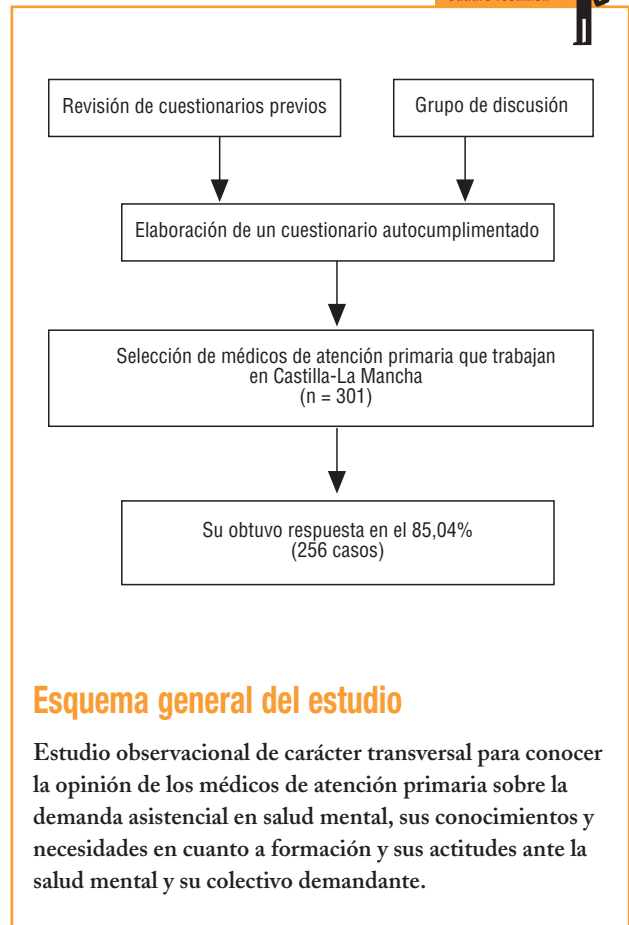 Revisión de cuestionarios previos
Grupo de discusión
Elaboración de un cuestionario autocumplimentado
Selección de médicos de atención primaria que trabajan
en Castilla-La Mancha
(n = 301)
Su obtuvo respuesta en el 85,04%
(256 casos)
Esquema general del estudio
Estudio observacional de carácter transversal para conocer
la opinión de los médicos de atención primaria sobre la
demanda asistencial en salud mental, sus conocimientos y
necesidades en cuanto a formación y sus actitudes ante la
salud mental y su colectivo demandante.